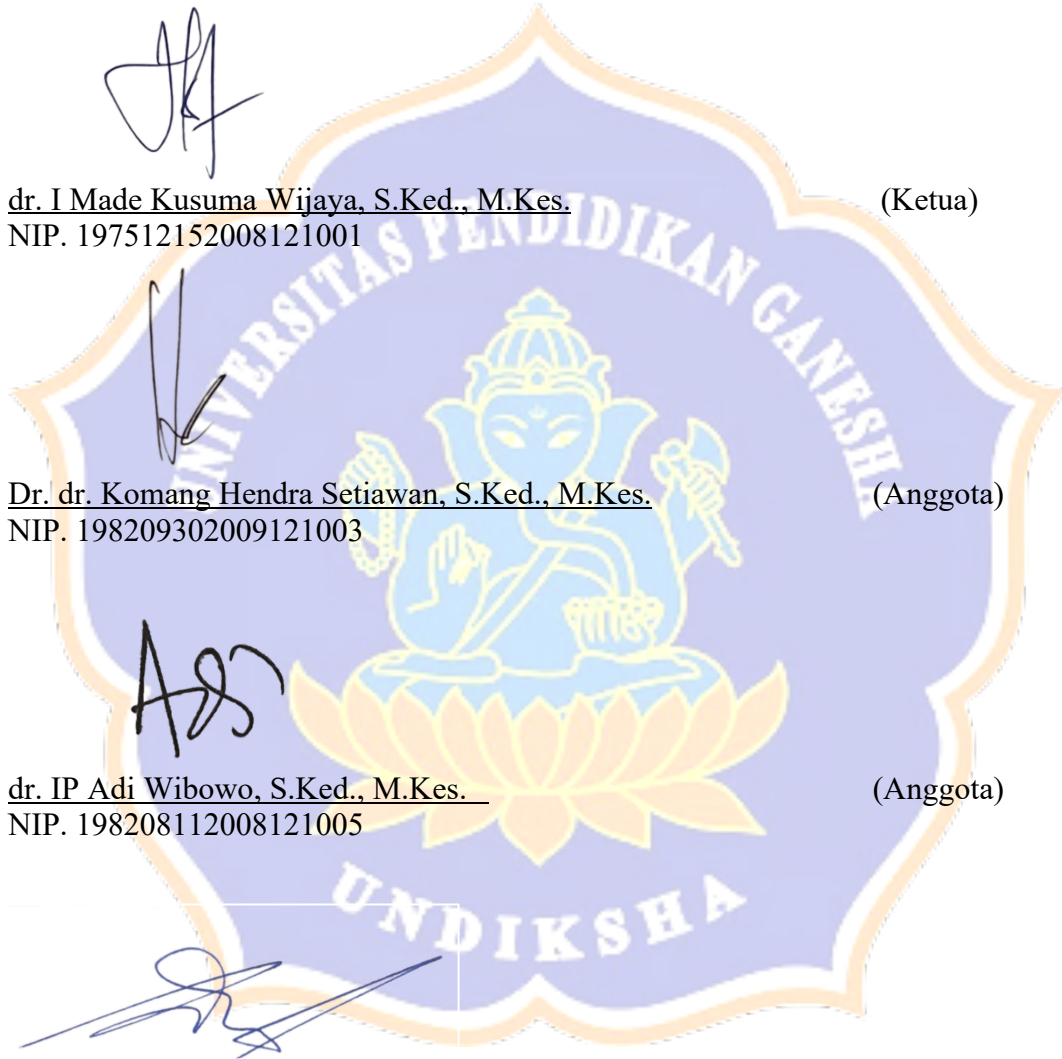 dr. I Made Kusuma Wijaya, S.Ked., M.Kes. (Ketua)
NIP. 197512152008121001
UNIVERSITAS PENDIDIKAN GANESHA
Dr. dr. Komang Hendra Setiawan, S.Ked., M.Kes. (Anggota)
NIP. 198209302009121003
dr. IP Adi Wibowo, S.Ked., M.Kes. (Anggota)
NIP. 198208112008121005
UNDIKSHA